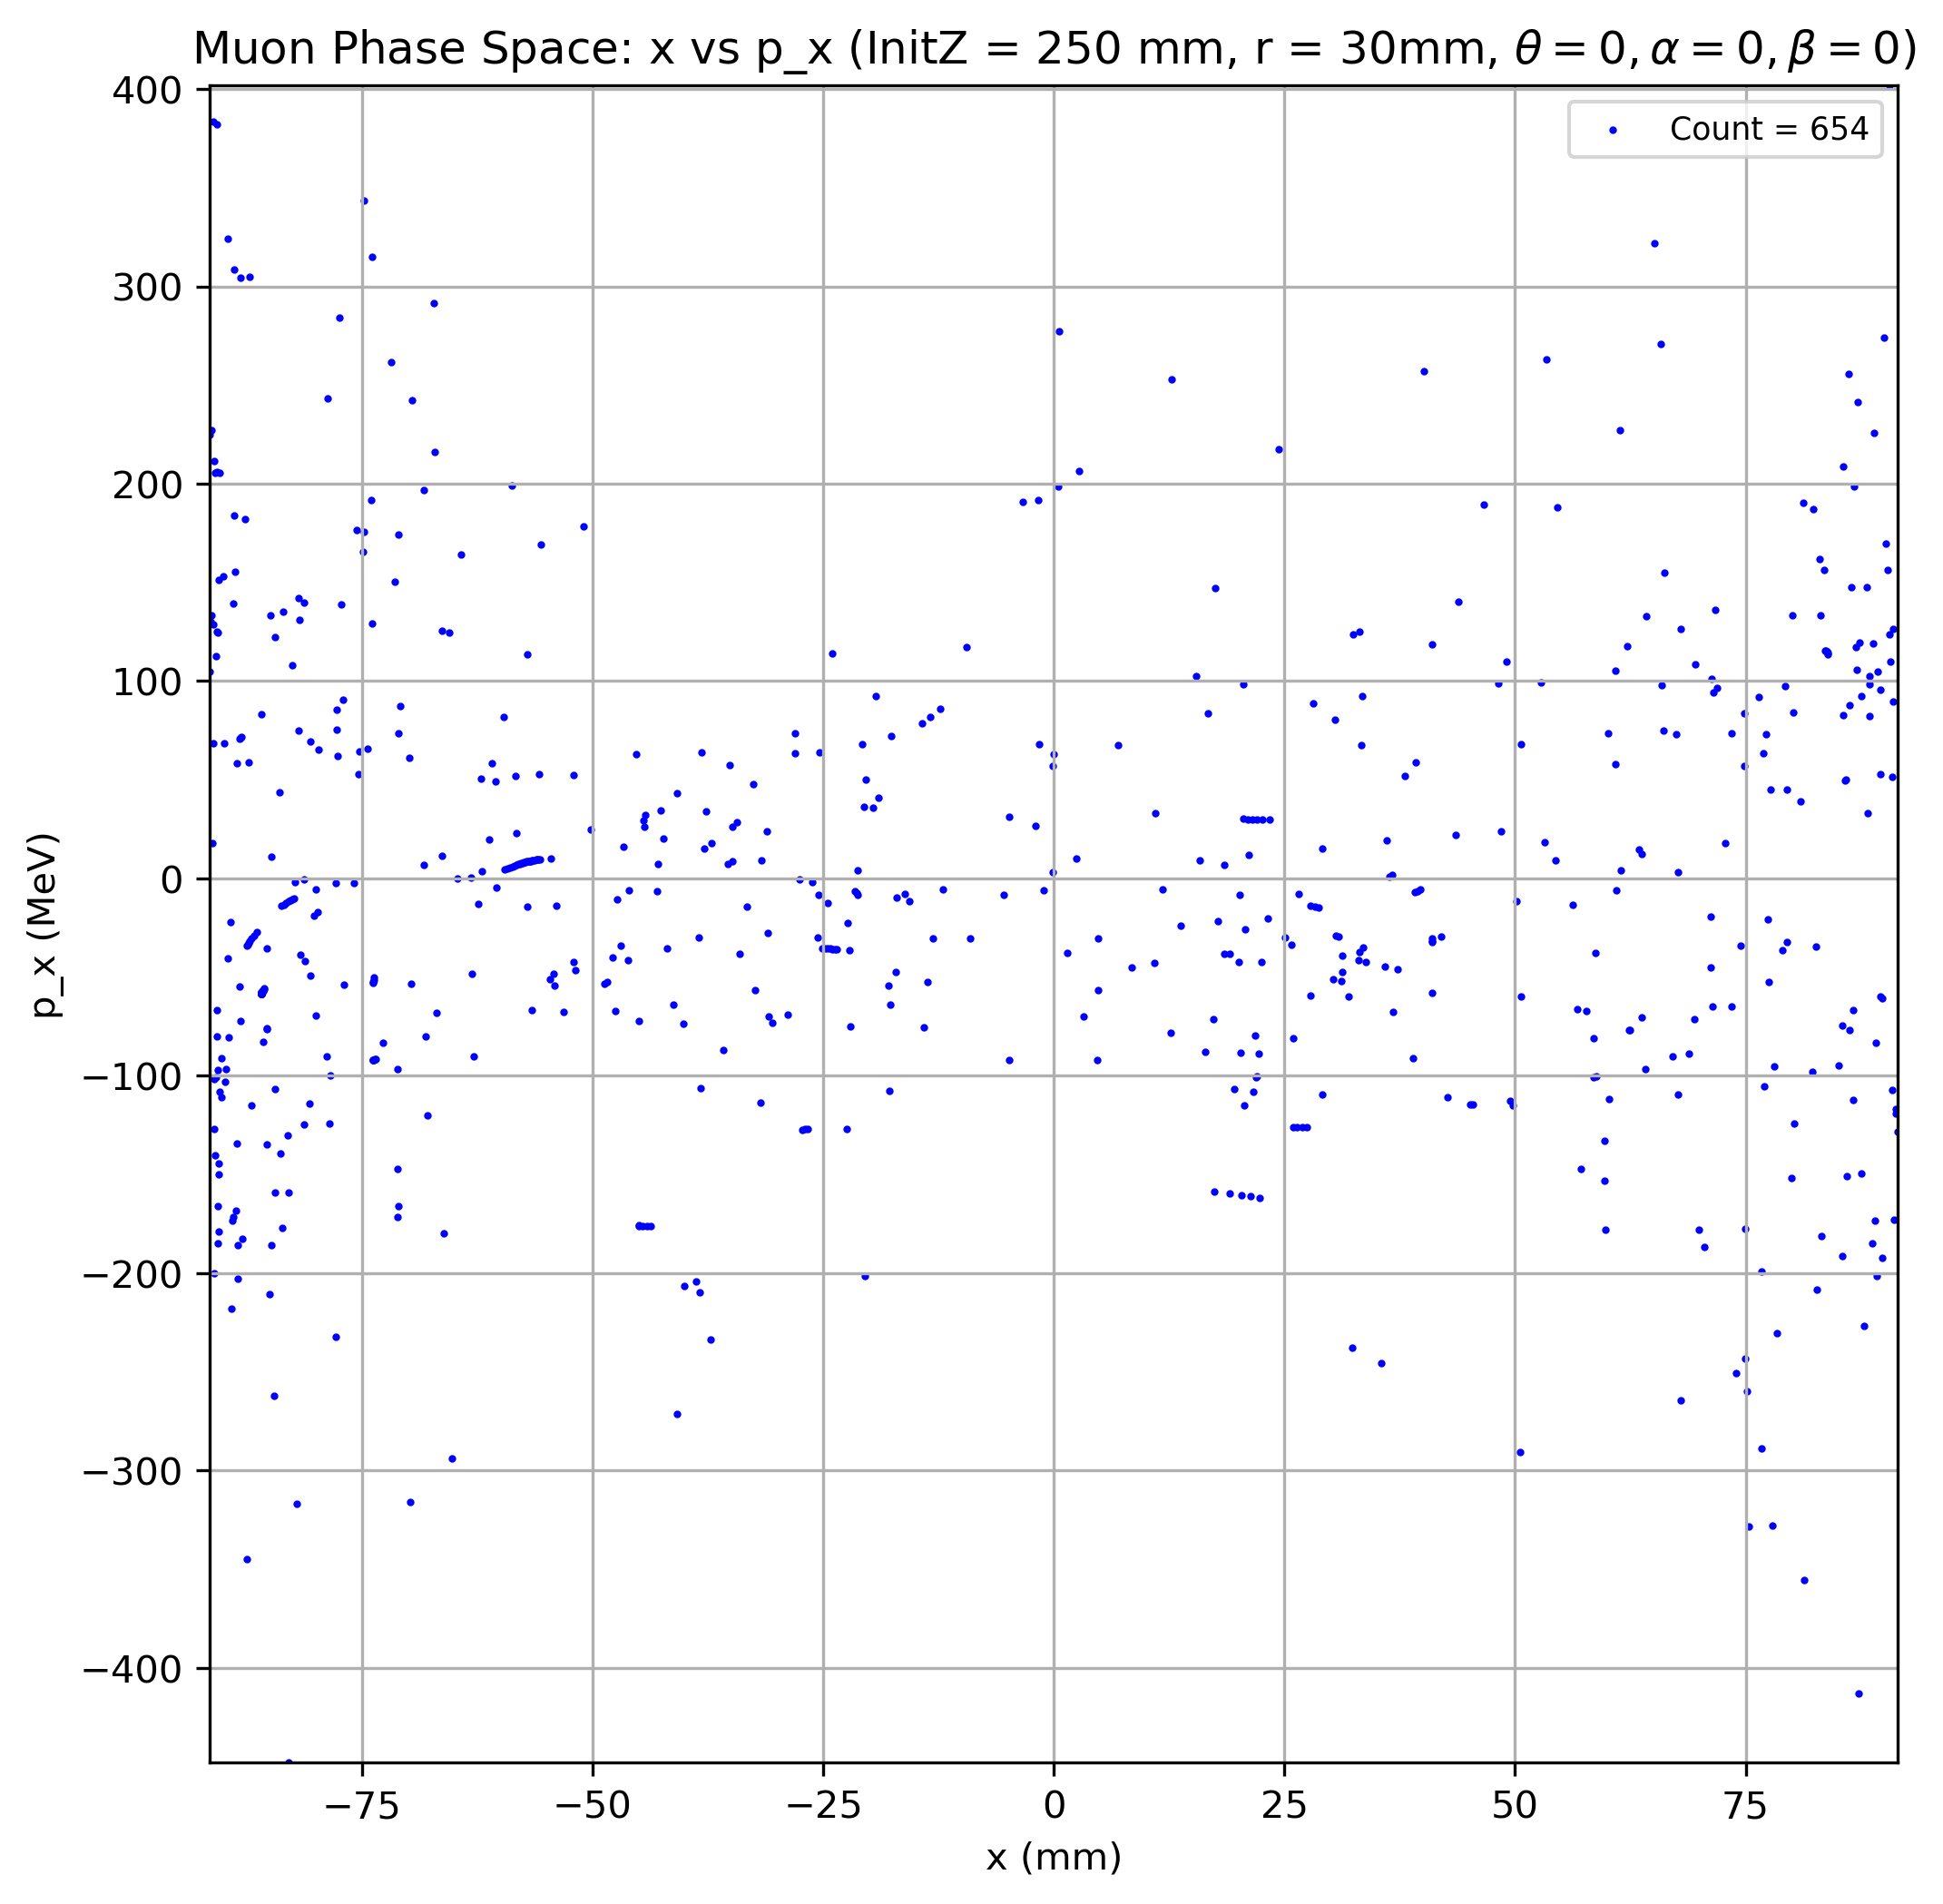 Muon Phase Space: x vs p_x (InitZ = 250 mm, r = 30mm, θ = 0, α = 0, β = 0)
Count = 654
400
300
200
100
0
−100
−200
−300
−400
p_x (MeV)
−75 −50 −25 0 25 50 75
x (mm)